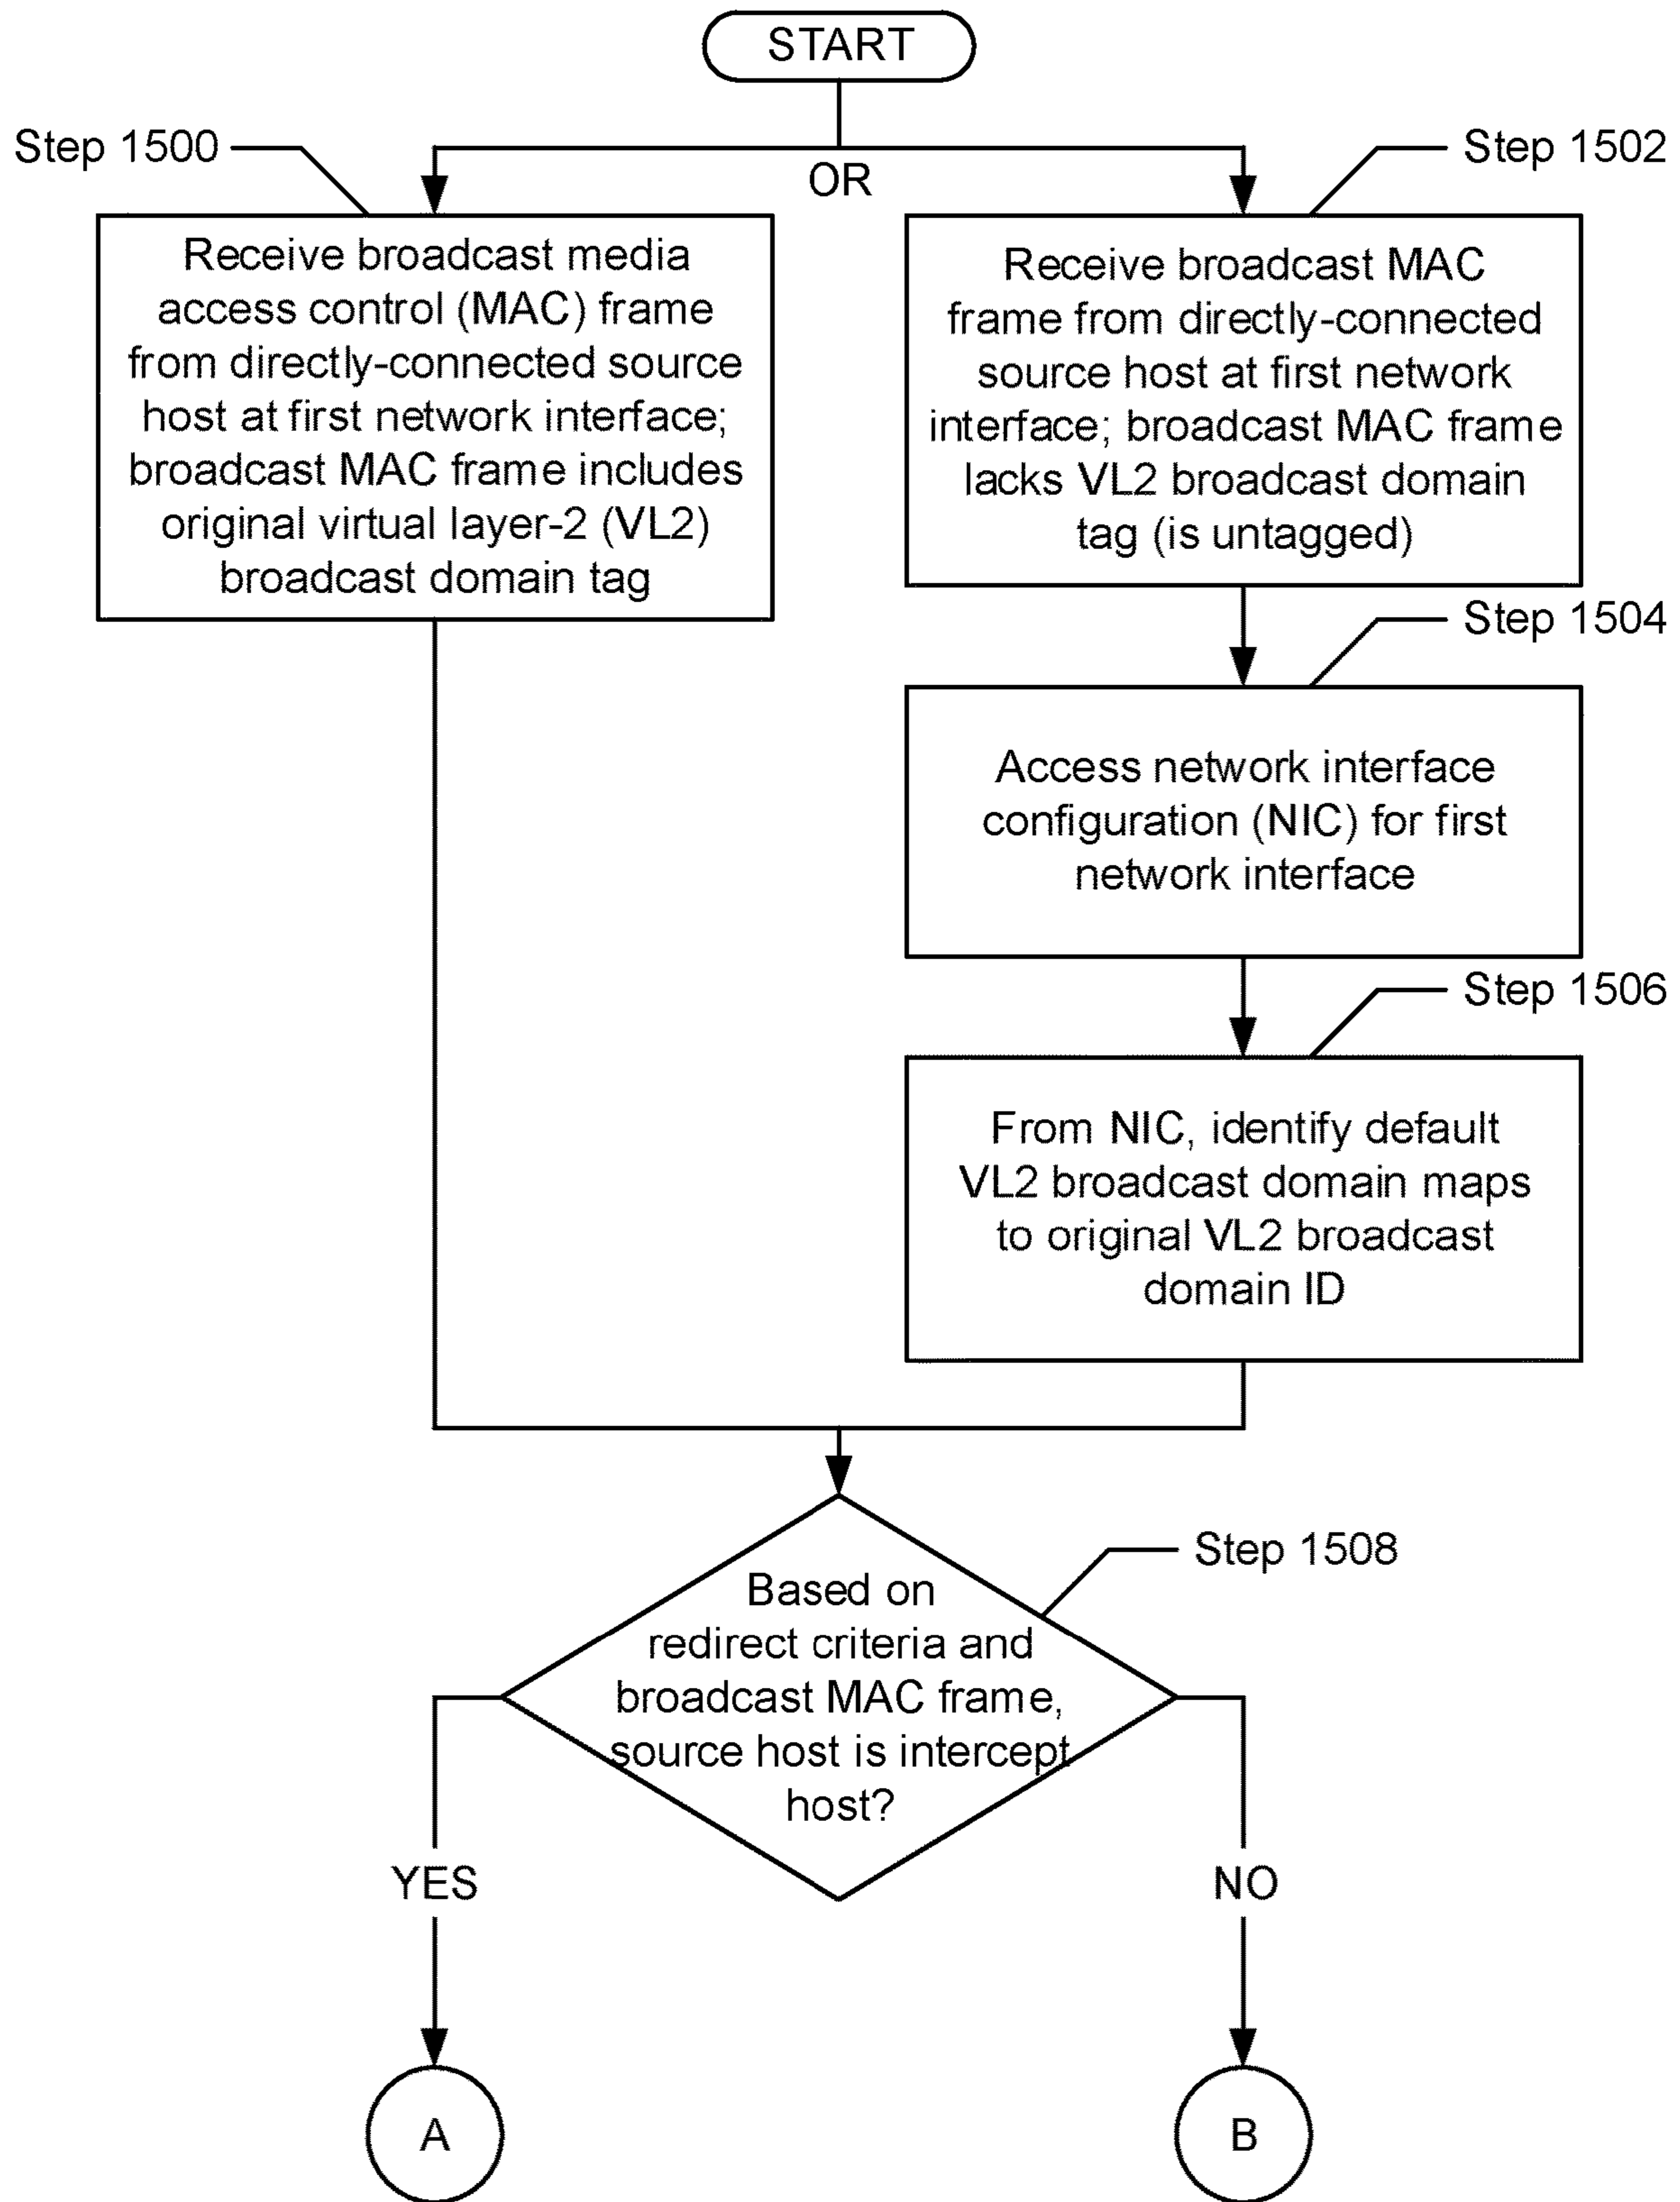 START
Step 1500
OR
Step 1502
Receive broadcast media
access control (MAC) frame
from directly-connected source
host at first network interface;
broadcast MAC frame includes
original virtual layer-2 (VL2)
broadcast domain tag
Receive broadcast MAC
frame from directly-connected
source host at first network
interface; broadcast MAC frame
lacks VL2 broadcast domain
tag (is untagged)
Step 1504
Access network interface
configuration (NIC) for first
network interface
Step 1506
From NIC, identify default
VL2 broadcast domain maps
to original VL2 broadcast
domain ID
Step 1508
Based on
redirect criteria and
broadcast MAC frame,
source host is intercept
host?
YES
NO
A
B